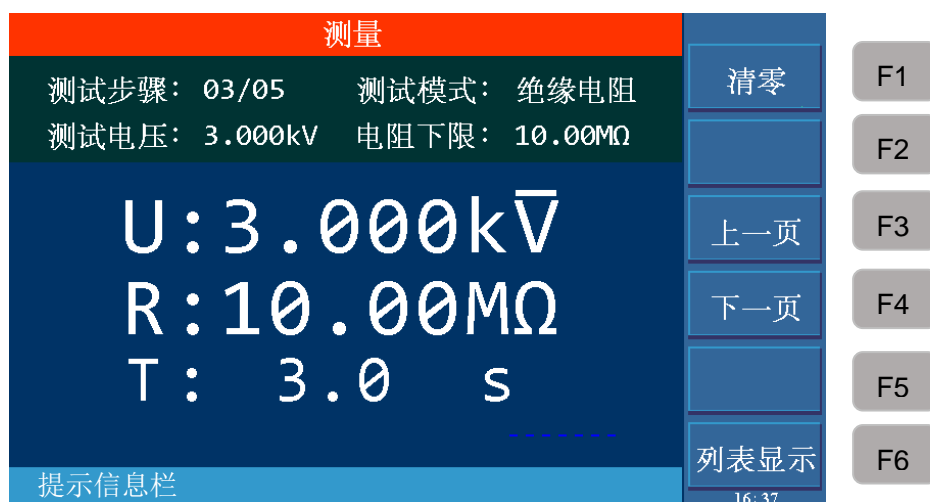 测量
测试步骤： 03/05 测试模式： 绝缘电阻
测试电压： 3.000kV 电阻下限： 10.00MΩ
U:3.000kV̅
R:10.00MΩ
T: 3.0 s
-------
提示信息栏
清零
上一页
下一页
列表显示
16:37
F1
F2
F3
F4
F5
F6